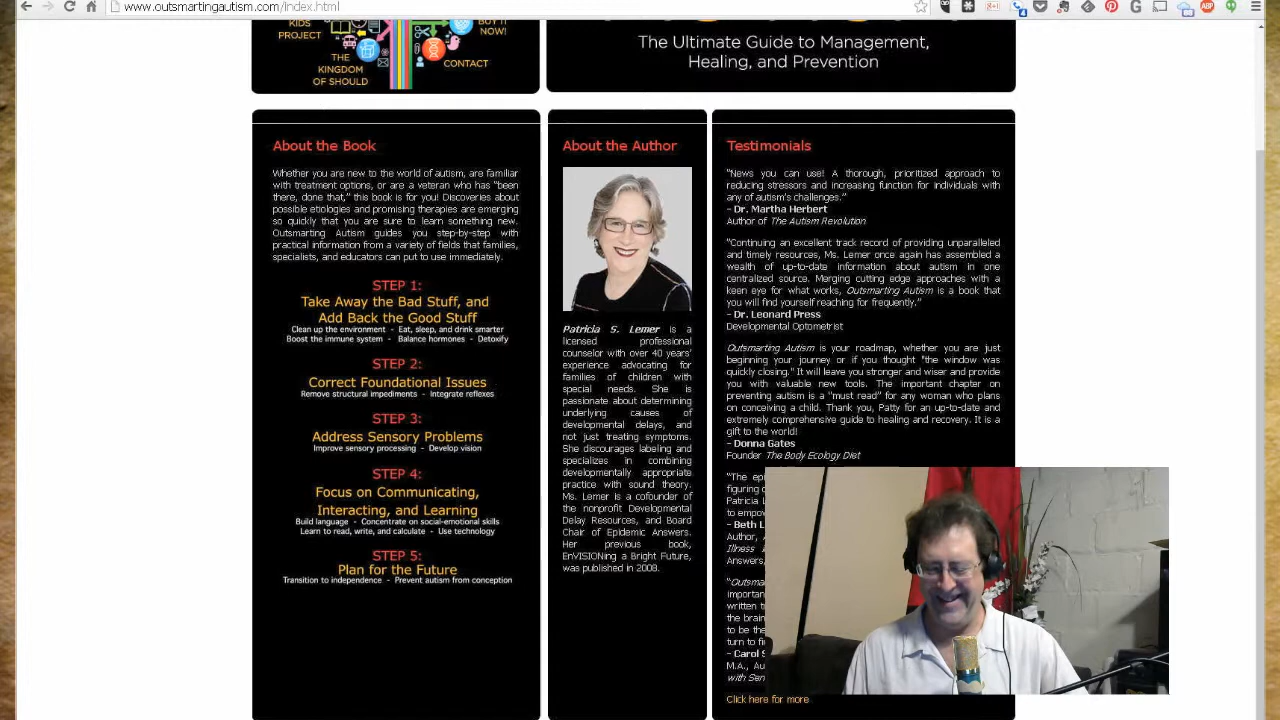 www.outsmartingautism.com/index.html
KIDS
PROJECT
BUY IT
NOW!
THE
KINGDOM
OF SHOULD
CONTACT
The Ultimate Guide to Management,
Healing, and Prevention
About the Book
Whether you are new to the world of autism, are familiar
with treatment options, or are a veteran who has "been
there, done that," this book is for you! Discoveries about
possible etiologies and promising therapies are emerging
so quickly that you are sure to learn something new.
Outsmarting Autism guides you step-by-step with
practical information from a variety of fields that families,
specialists, and educators can put to use immediately.
STEP 1:
Take Away the Bad Stuff, and
Add Back the Good Stuff
Clean up the environment - Eat, sleep, and drink smarter
Boost the immune system - Balance hormones - Detoxify
STEP 2:
Correct Foundational Issues
Remove structural impediments - Integrate reflexes
STEP 3:
Address Sensory Problems
Improve sensory processing - Develop vision
STEP 4:
Focus on Communicating,
Interacting, and Learning
Build language - Concentrate on social-emotional skills
Learn to read, write, and calculate - Use technology
STEP 5:
Plan for the Future
Transition to independence - Prevent autism from conception
About the Author
Patricia S. Lemer is a
licensed professional
counselor with over 40 years'
experience advocating for
families of children with
special needs. She is
passionate about determining
underlying causes of
developmental delays, and
not just treating symptoms.
She discourages labeling and
specializes in combining
developmentally appropriate
practice with sound theory.
Ms. Lemer is a cofounder of
the nonprofit Developmental
Delay Resources, and Board
Chair of Epidemic Answers.
Her previous book,
EnVISIONing a Bright Future,
was published in 2008.
Testimonials
"News you can use! A thorough, prioritized approach to
reducing stressors and increasing function for individuals with
any of autism's challenges."
– Dr. Martha Herbert
Author of The Autism Revolution
"Continuing an excellent track record of providing unparalleled
and timely resources, Ms. Lemer once again has assembled a
wealth of up-to-date information about autism in one
centralized source. Merging cutting edge approaches with a
keen eye for what works, Outsmarting Autism is a book that
you will find yourself reaching for frequently."
– Dr. Leonard Press
Developmental Optometrist
Outsmarting Autism is your roadmap, whether you are just
beginning your journey or if you thought "the window was
quickly closing." It will leave you stronger and wiser and provide
you with valuable new tools. The important chapter on
preventing autism is a "must read" for any woman who plans
on conceiving a child. Thank you, Patty for an up-to-date and
extremely comprehensive guide to healing and recovery. It is a
gift to the world!
– Donna Gates
Founder The Body Ecology Diet
"The
figuring
Patricia
to
– Beth
Author,
Illness
Answers,
written
the brain
to be the
turn to
– Carol
M.A.,
with
Click here for more